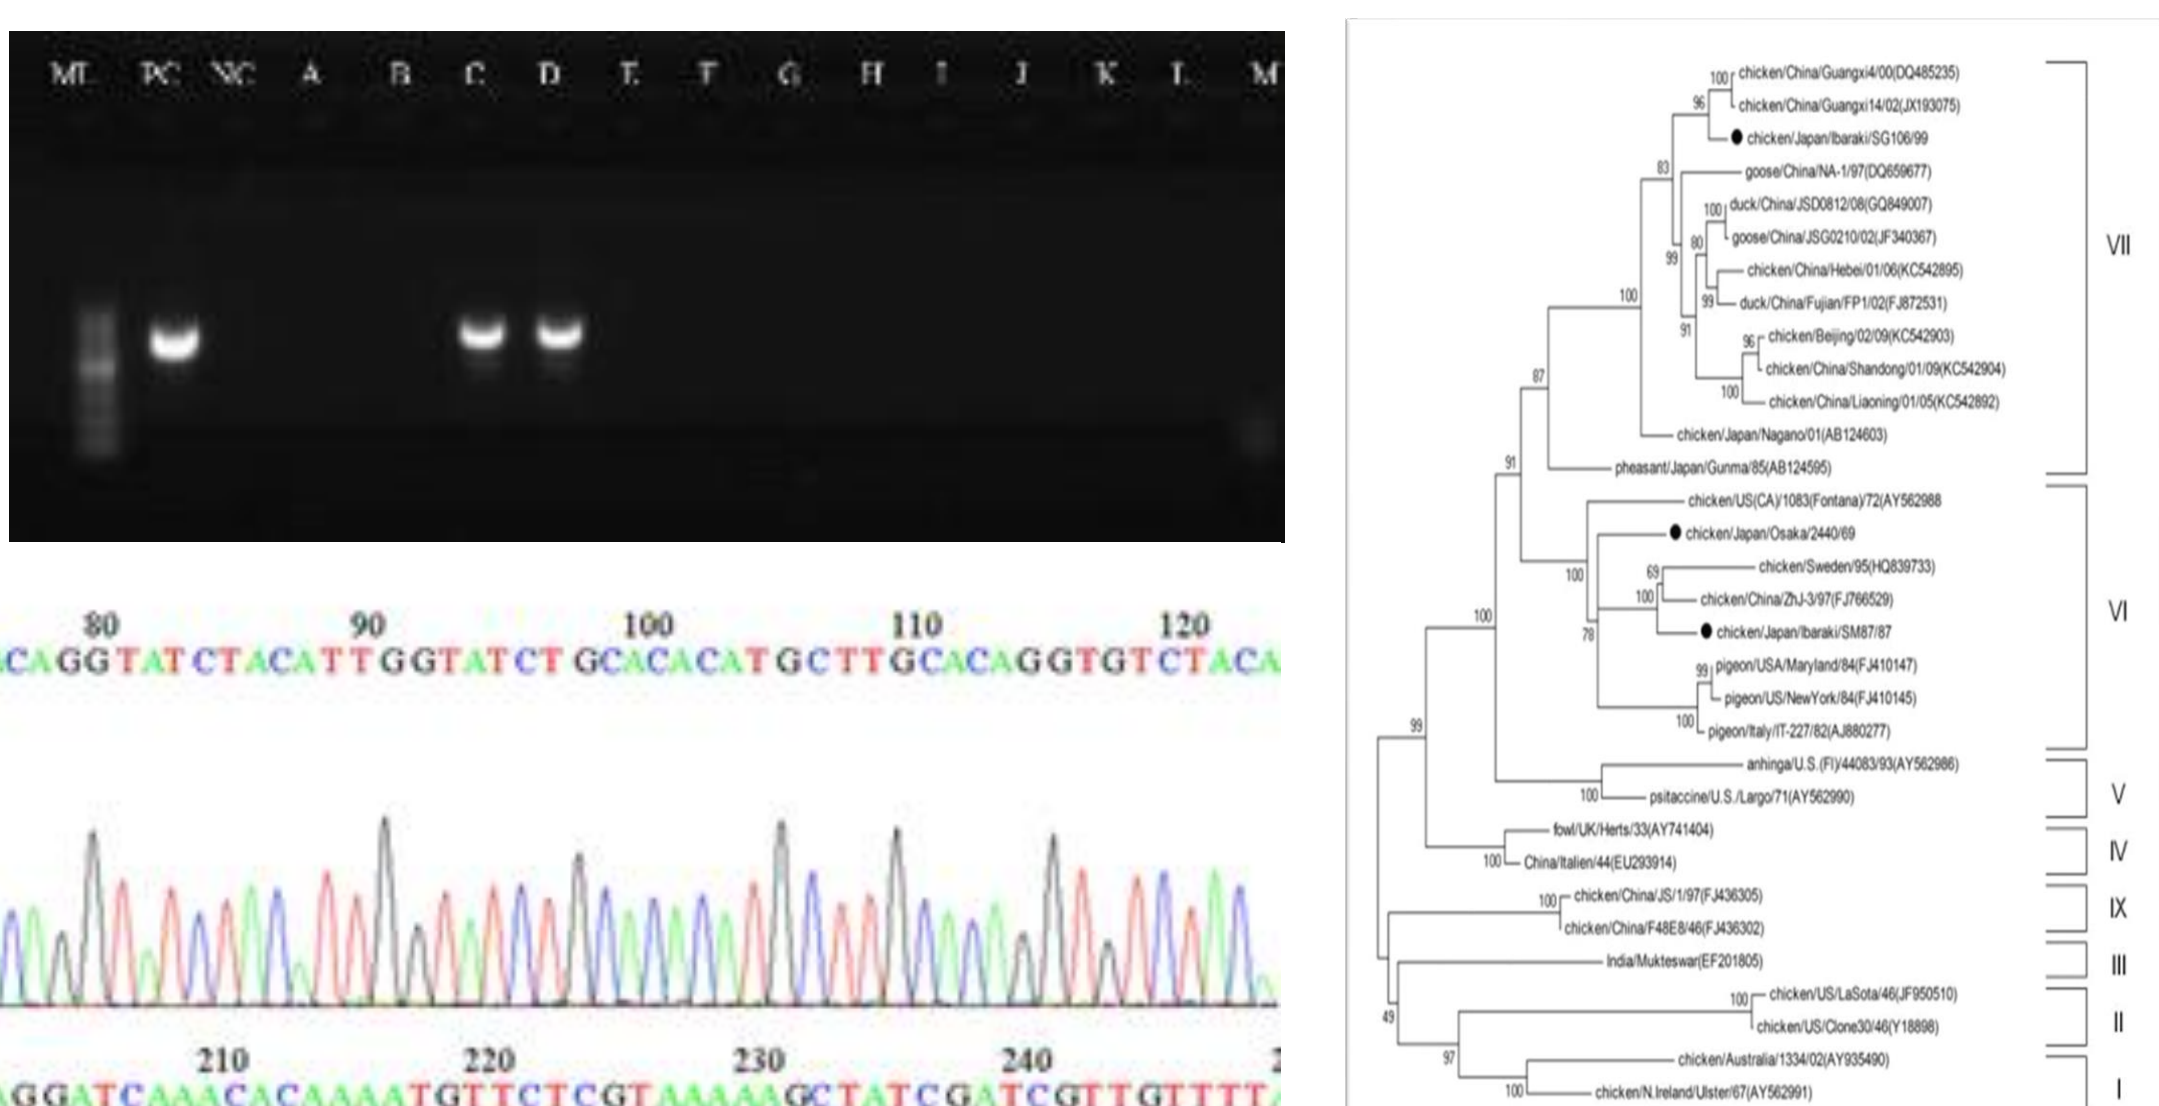 ML PC NC A B C D E F G H I J K L M
80 90 100 110 120
CAGGTATCTACATTGGTATCTGCACACATGCTTGCACAGGTGTCTACA
210 220 230 240
AGGATCAAACACAAAATGTTCTCGTAAAAAGCTATCGATCGTTGTTTTA
100 chicken/China/Guangxi4/00(DQ485235)
96 chicken/China/Guangxi14/02(JX193075)
chicken/Japan/Ibaraki/SG106/99
83 goose/China/NA-1/97(DQ659677)
100 duck/China/JSD0812/08(GQ849007)
80 goose/China/JSG0210/02(JF340367)
99 chicken/China/Hebei/01/06(KC542895)
VII
100 99 duck/China/Fujian/FP1/02(FJ872531)
91 96 chicken/Beijing/02/09(KC542903)
chicken/China/Shandong/01/09(KC542904)
87 100 chicken/China/Liaoning/01/05(KC542892)
chicken/Japan/Nagano/01(AB124603)
91 pheasant/Japan/Gunma/85(AB124595)
chicken/US(CA)/1083(Fontana)/72(AY562988
chicken/Japan/Osaka/2440/69
100 69 chicken/Sweden/95(HQ839733)
100 chicken/China/ZhJ-3/97(FJ766529)
VI
100 78 chicken/Japan/Ibaraki/SM87/87
99 pigeon/USA/Maryland/84(FJ410147)
pigeon/US/NewYork/84(FJ410145)
99 100 pigeon/Italy/IT-227/82(AJ880277)
anhinga/U.S.(Fl)/44083/93(AY562986)
100 psitaccine/U.S./Largo/71(AY562990)
V
fowl/UK/Herts/33(AY741404)
100 China/Italien/44(EU293914)
IV
100 chicken/China/JS/1/97(FJ436305)
IX
chicken/China/F48E8/46(FJ436302)
India/Mukteswar(EF201805)
III
100 chicken/US/LaSota/46(JF950510)
49 chicken/US/Clone30/46(Y18898)
II
97 chicken/Australia/1334/02(AY935490)
100 chicken/N.Ireland/Ulster/67(AY562991)
I